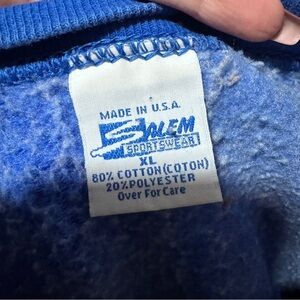 MADE IN U.S.A.
SALEM
SPORTSWEAR
XL
80% COTTON (COTON)
20% POLYESTER
Over For Care